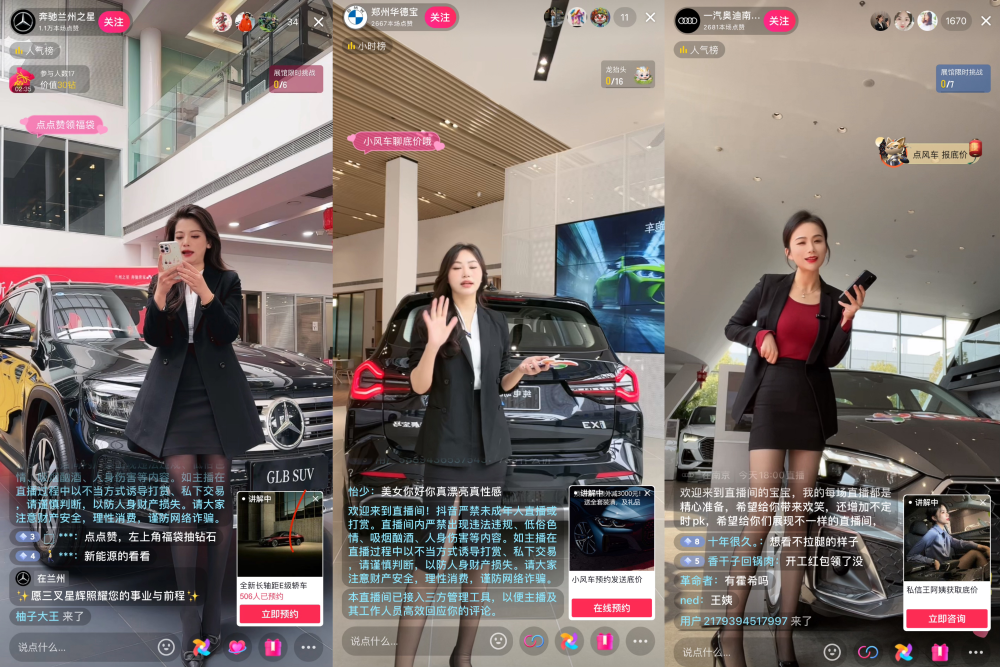 奔驰兰州之星
1.1万本场点赞
关注
34
人气榜
参与人数17
价值30钻
02:35
展馆限时挑战
0/6
点点赞领福袋
GLB SUV
情、吸烟酗酒、人身伤害等内容。如主播在
直播过程中以不当方式诱导打赏、私下交易
，请谨慎判断，以防人身财产损失。请大家
注意财产安全，理性消费，谨防网络诈骗。
3 ***：点点点赞，左上角福袋抽钻石
4 ***：新能源的看看
在兰州
✨愿三叉星辉照耀您的事业与前程✨
柚子大王 来了
讲解中
全新长轴距E级轿车
506人已预约
立即预约
说点什么...
郑州华德宝
2667本场点赞
关注
11
小时榜
龙抬头
0/16
小风车聊底价哦
怡少：美女你好你真漂亮真性感
欢迎来到直播间！抖音严禁未成年人直播或
打赏。直播间内严禁出现违法违规、低俗色
情、吸烟酗酒、人身伤害等内容。如主播在
直播过程中以不当方式诱导打赏、私下交易
，请谨慎判断，以防人身财产损失。请大家
注意财产安全，理性消费，谨防网络诈骗。
本直播间已接入三方管理工具，以便主播及
其工作人员高效回应你的评论。
讲解中
外减3000元!
送全套装潢，及礼品
小风车预约发送底价
在线预约
说点什么...
一汽奥迪南...
2681本场点赞
关注
1670
人气榜
展馆限时挑战
0/7
点风车 报底价
今天 18:00直播
欢迎来到直播间的宝宝，我的每场直播都是
精心准备，希望给你带来欢笑，还增加不定
时pk，希望给你们展现不一样的直播间，
8 十年很久.：想看不拉腿的样子
5 香干子回锅肉：开工红包领了没
革命者：有霍希吗
ned：王姨
用户2179394517997 来了
讲解中
私信王阿姨获取底价
立即咨询
说点什么...